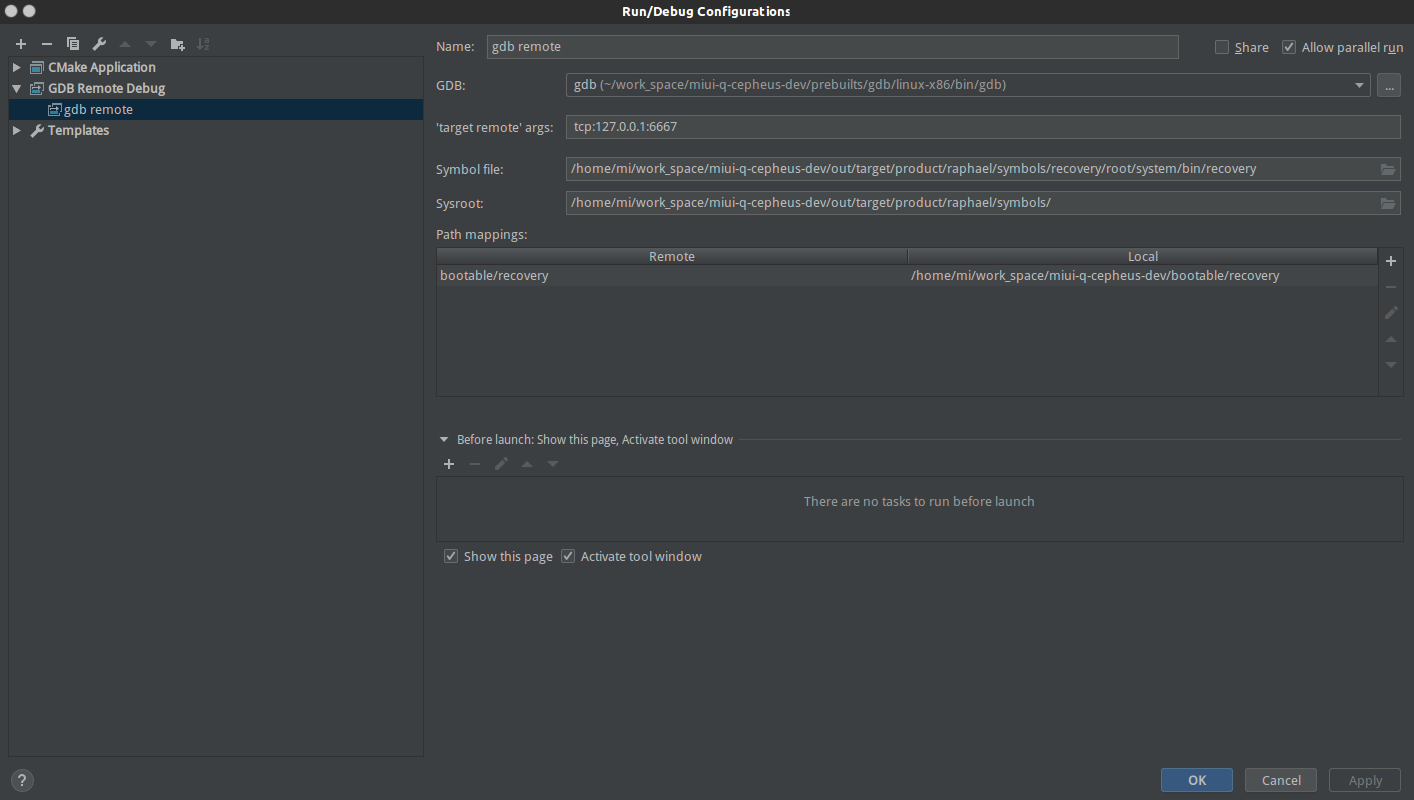 Run/Debug Configurations
CMake Application
GDB Remote Debug
gdb remote
Templates
Name: gdb remote Share Allow parallel run
GDB: gdb (~/work_space/miui-q-cepheus-dev/prebuilts/gdb/linux-x86/bin/gdb) ...
'target remote' args: tcp:127.0.0.1:6667
Symbol file: /home/mi/work_space/miui-q-cepheus-dev/out/target/product/raphael/symbols/recovery/root/system/bin/recovery
Sysroot: /home/mi/work_space/miui-q-cepheus-dev/out/target/product/raphael/symbols/
Path mappings:
Remote Local
bootable/recovery /home/mi/work_space/miui-q-cepheus-dev/bootable/recovery
Before launch: Show this page, Activate tool window
There are no tasks to run before launch
Show this page Activate tool window
? OK Cancel Apply